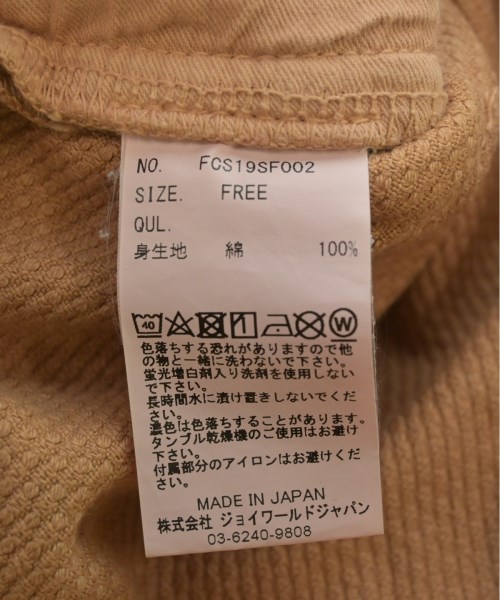 NO. FCS19SF002
SIZE. FREE
QUL.
身生地 綿 100%
40 W
色落ちする恐れがありますので他
の物と一緒に洗わないで下さい。
蛍光増白剤入り洗剤を使用しない
で下さい。
長時間水に漬け置きしないでくだ
さい。
濃色は色落ちすることがあります。
タンブル乾燥機のご使用はお避け
下さい。
付属部分のアイロンはお避けくだ
さい。
MADE IN JAPAN
株式会社 ジョイワールドジャパン
03-6240-9808